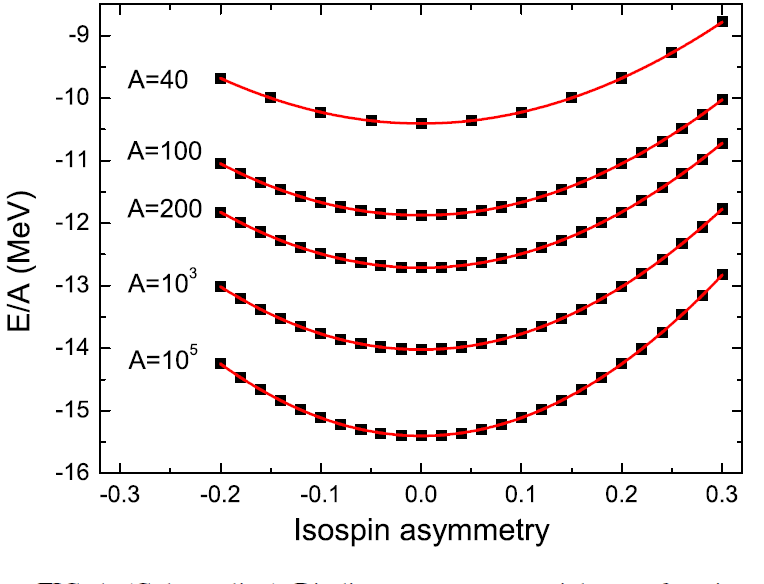 -9
-10
-11
-12
-13
-14
-15
-16
E/A (MeV)
A=40
A=100
A=200
A=10³
A=10⁵
-0.3 -0.2 -0.1 0.0 0.1 0.2 0.3
Isospin asymmetry